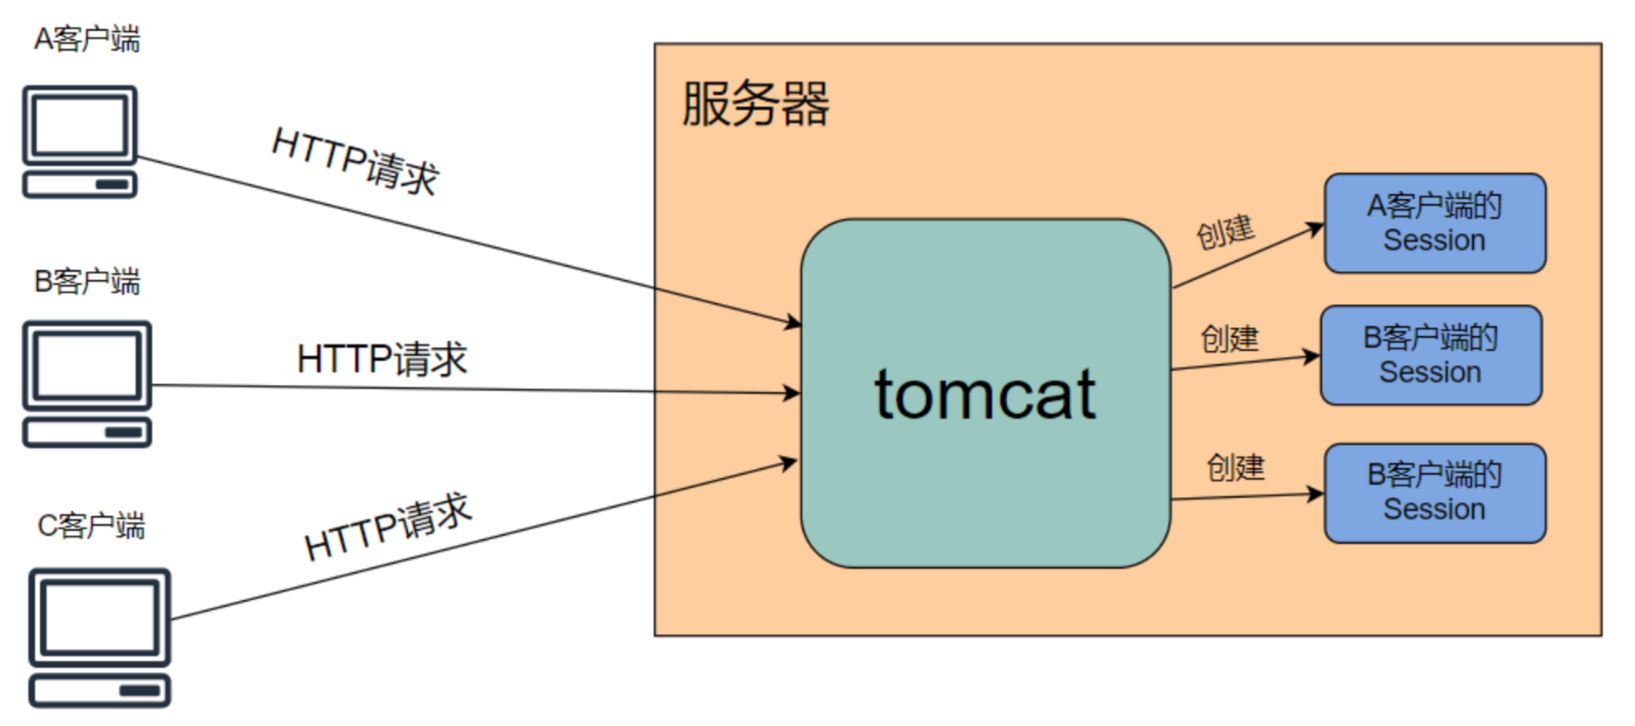 A客户端
HTTP请求
B客户端
HTTP请求
C客户端
HTTP请求
服务器
tomcat
创建
A客户端的
Session
创建
B客户端的
Session
创建
B客户端的
Session